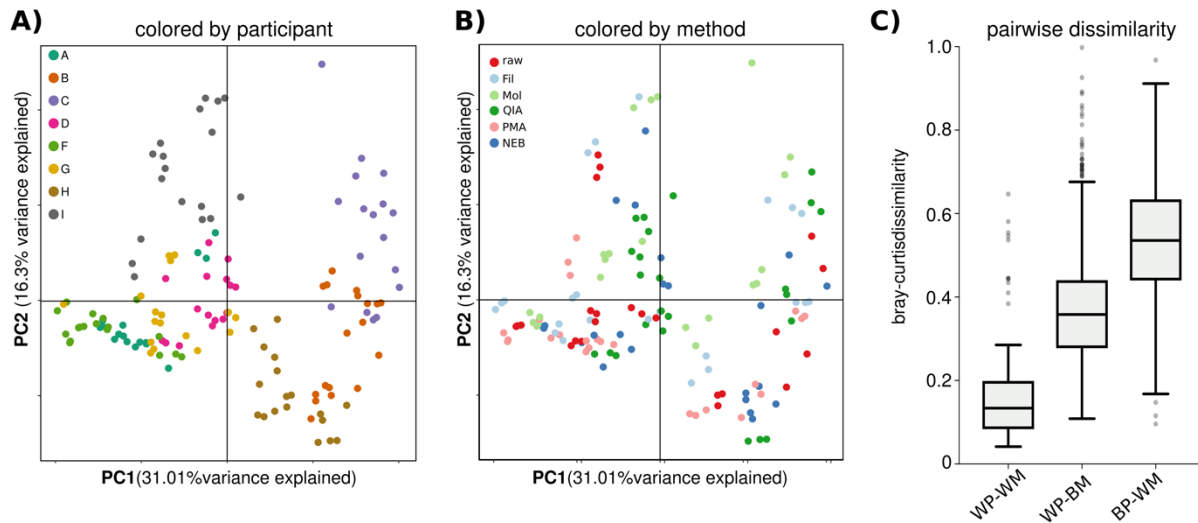 A)
colored by participant
PC2 (16.3% variance explained)
A
B
C
D
F
G
H
I
PC1(31.01%variance explained)
B)
colored by method
PC2 (16.3% variance explained)
raw
Fil
Mol
QIA
PMA
NEB
PC1(31.01%variance explained)
C)
pairwise dissimilarity
bray-curtisdissimilarity
1.0
0.8
0.6
0.4
0.2
0
WP-WM
WP-BM
BP-WM